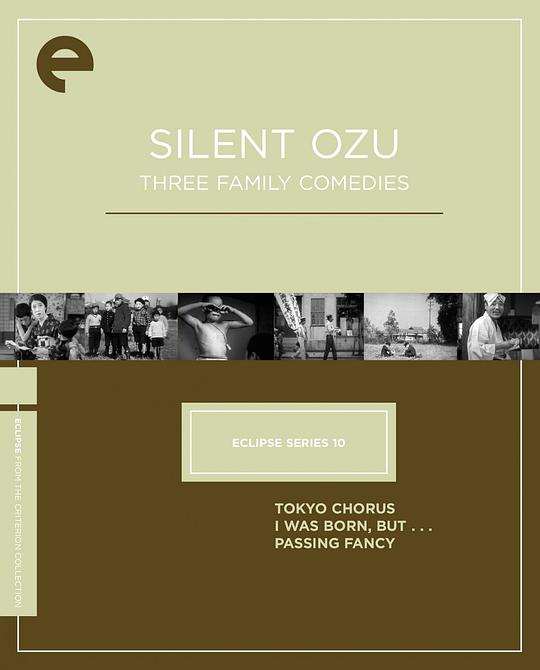 e
SILENT OZU
THREE FAMILY COMEDIES
ECLIPSE SERIES 10
TOKYO CHORUS
I WAS BORN, BUT . . .
PASSING FANCY
ECLIPSE FROM THE CRITERION COLLECTION